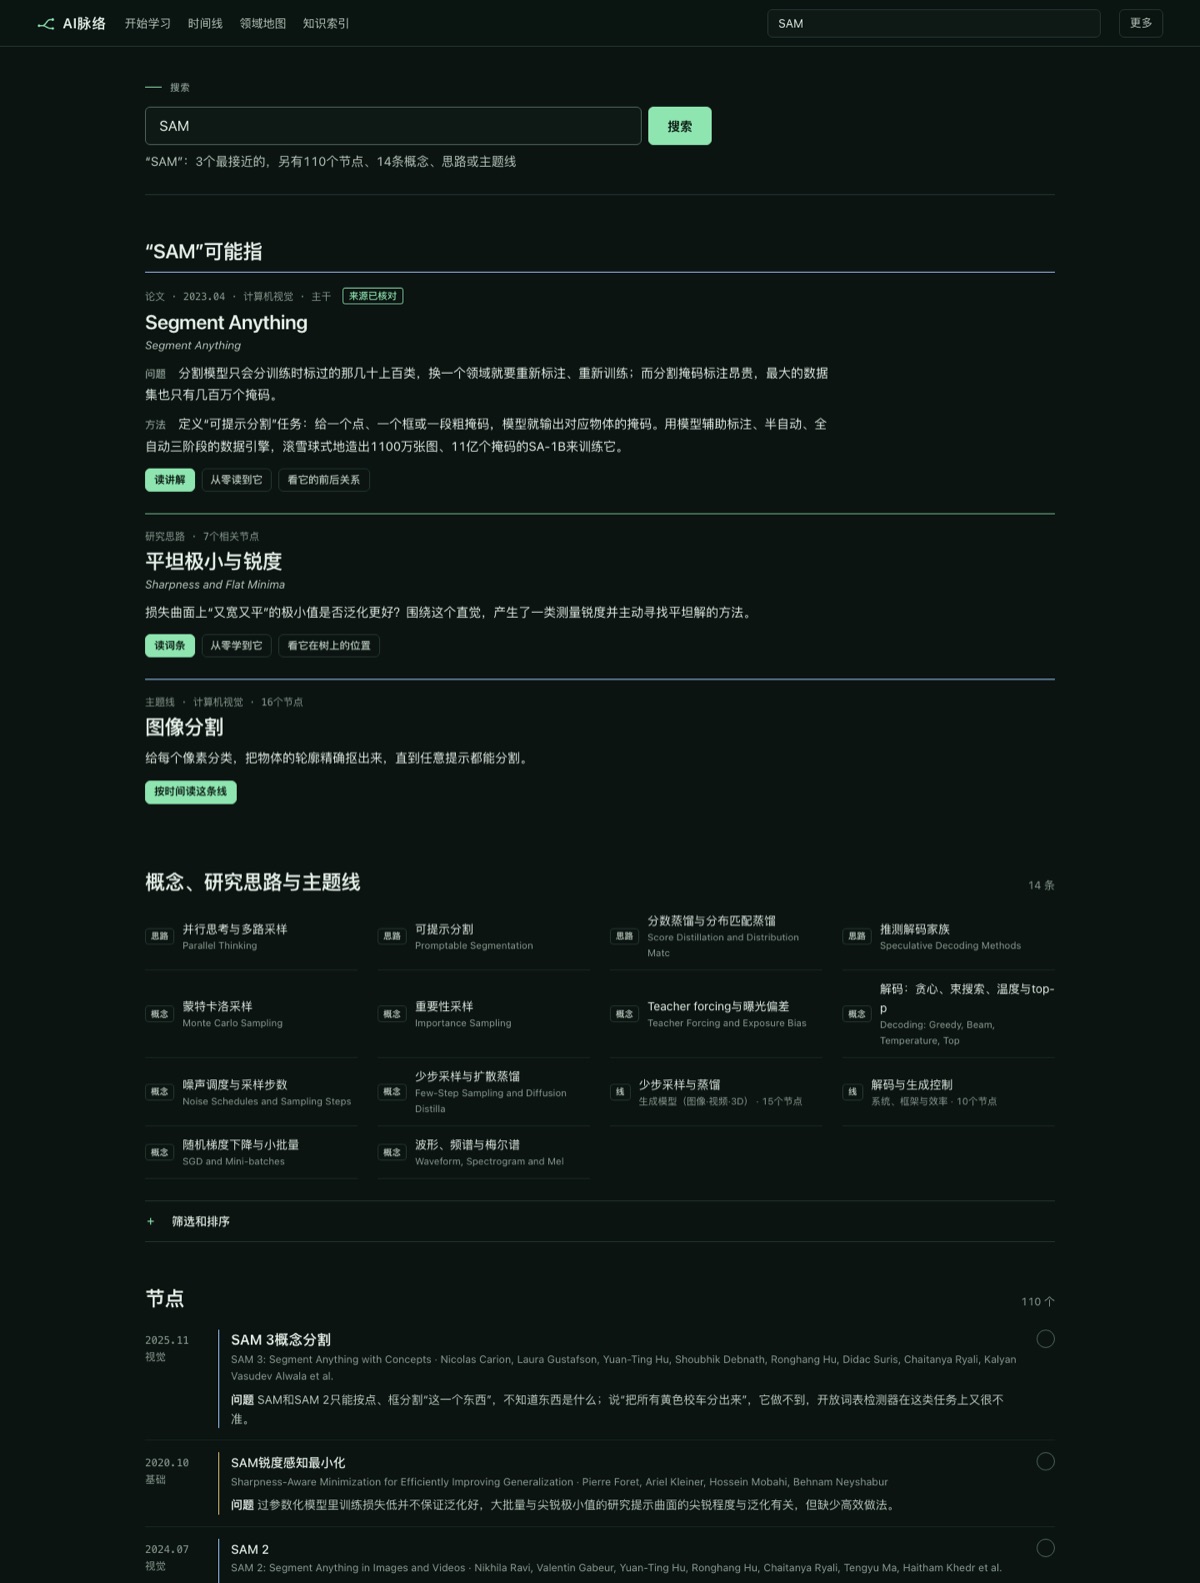 AI脉络 开始学习 时间线 领域地图 知识索引 SAM 更多
搜索
SAM 搜索
“SAM”：3个最接近的，另有110个节点、14条概念、思路或主题线
“SAM”可能指
论文 · 2023.04 · 计算机视觉 · 主干 来源已核对
Segment Anything
Segment Anything
问题 分割模型只会分训练时标过的那几十上百类，换一个领域就要重新标注、重新训练；而分割掩码标注昂贵，最大的数据
集也只有几百万个掩码。
方法 定义“可提示分割”任务：给一个点、一个框或一段粗掩码，模型就输出对应物体的掩码。用模型辅助标注、半自动、全
自动三阶段的数据引擎，滚雪球式地造出1100万张图、11亿个掩码的SA-1B来训练它。
读讲解 从零读到它 看它的前后关系
研究思路 · 7个相关节点
平坦极小与锐度
Sharpness and Flat Minima
损失曲面上“又宽又平”的极小值是否泛化更好？围绕这个直觉，产生了一类测量锐度并主动寻找平坦解的方法。
读词条 从零学到它 看它在树上的位置
主题线 · 计算机视觉 · 16个节点
图像分割
给每个像素分类，把物体的轮廓精确抠出来，直到任意提示都能分割。
按时间读这条线
概念、研究思路与主题线 14 条
思路 并行思考与多路采样
Parallel Thinking
思路 可提示分割
Promptable Segmentation
思路 分数蒸馏与分布匹配蒸馏
Score Distillation and Distribution
Matc
思路 推测解码家族
Speculative Decoding Methods
概念 蒙特卡洛采样
Monte Carlo Sampling
概念 重要性采样
Importance Sampling
概念 Teacher forcing与曝光偏差
Teacher Forcing and Exposure Bias
概念 解码：贪心、束搜索、温度与top-
p
Decoding: Greedy, Beam,
Temperature, Top
概念 噪声调度与采样步数
Noise Schedules and Sampling Steps
概念 少步采样与扩散蒸馏
Few-Step Sampling and Diffusion
Distilla
线 少步采样与蒸馏
生成模型（图像·视频·3D） · 15个节点
线 解码与生成控制
系统、框架与效率 · 10个节点
概念 随机梯度下降与小批量
SGD and Mini-batches
概念 波形、频谱与梅尔谱
Waveform, Spectrogram and Mel
+ 筛选和排序
节点 110 个
2025.11 SAM 3概念分割
视觉 SAM 3: Segment Anything with Concepts · Nicolas Carion, Laura Gustafson, Yuan-Ting Hu, Shoubhik Debnath, Ronghang Hu, Didac Suris, Chaitanya Ryali, Kalyan
Vasudev Alwala et al.
问题 SAM和SAM 2只能按点、框分割“这一个东西”，不知道东西是什么；说“把所有黄色校车分出来”，它做不到，开放词表检测器在这类任务上又很不
准。
2020.10 SAM锐度感知最小化
基础 Sharpness-Aware Minimization for Efficiently Improving Generalization · Pierre Foret, Ariel Kleiner, Hossein Mobahi, Behnam Neyshabur
问题 过参数化模型里训练损失低并不保证泛化好，大批量与尖锐极小值的研究提示曲面的尖锐程度与泛化有关，但缺少高效做法。
2024.07 SAM 2
视觉 SAM 2: Segment Anything in Images and Videos · Nikhila Ravi, Valentin Gabeur, Yuan-Ting Hu, Ronghang Hu, Chaitanya Ryali, Tengyu Ma, Haitham Khedr et al.